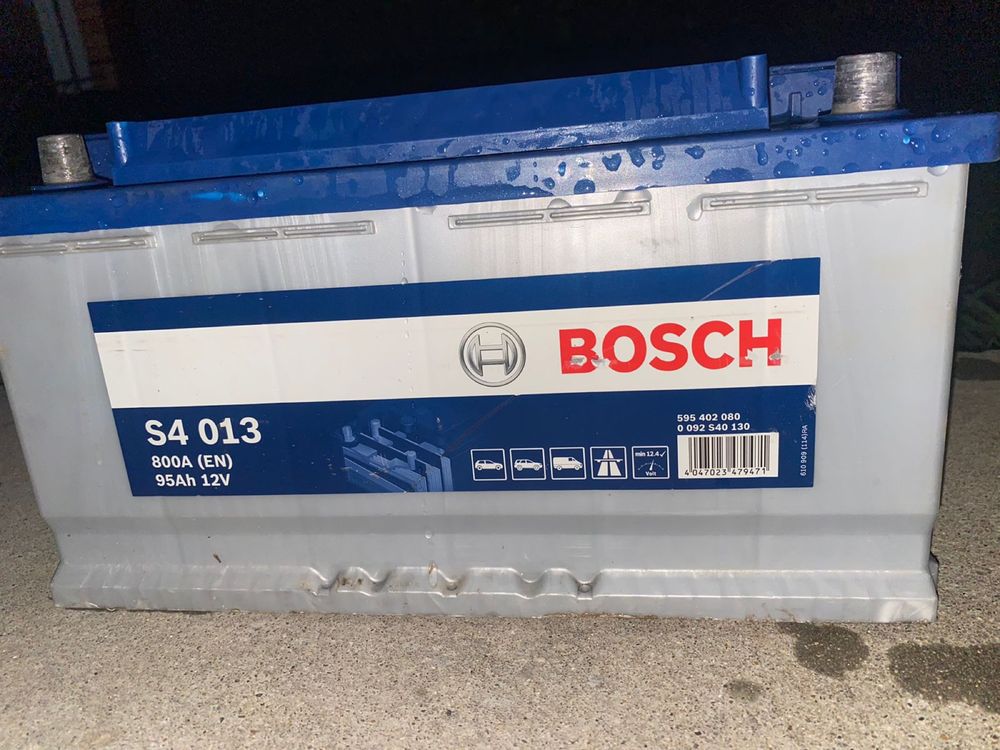 BOSCH
S4 013
800A (EN)
95Ah 12V
min 12.4✓
Volt
595 402 080
0 092 S40 130
4 047023 479471
610 909 (114)RA